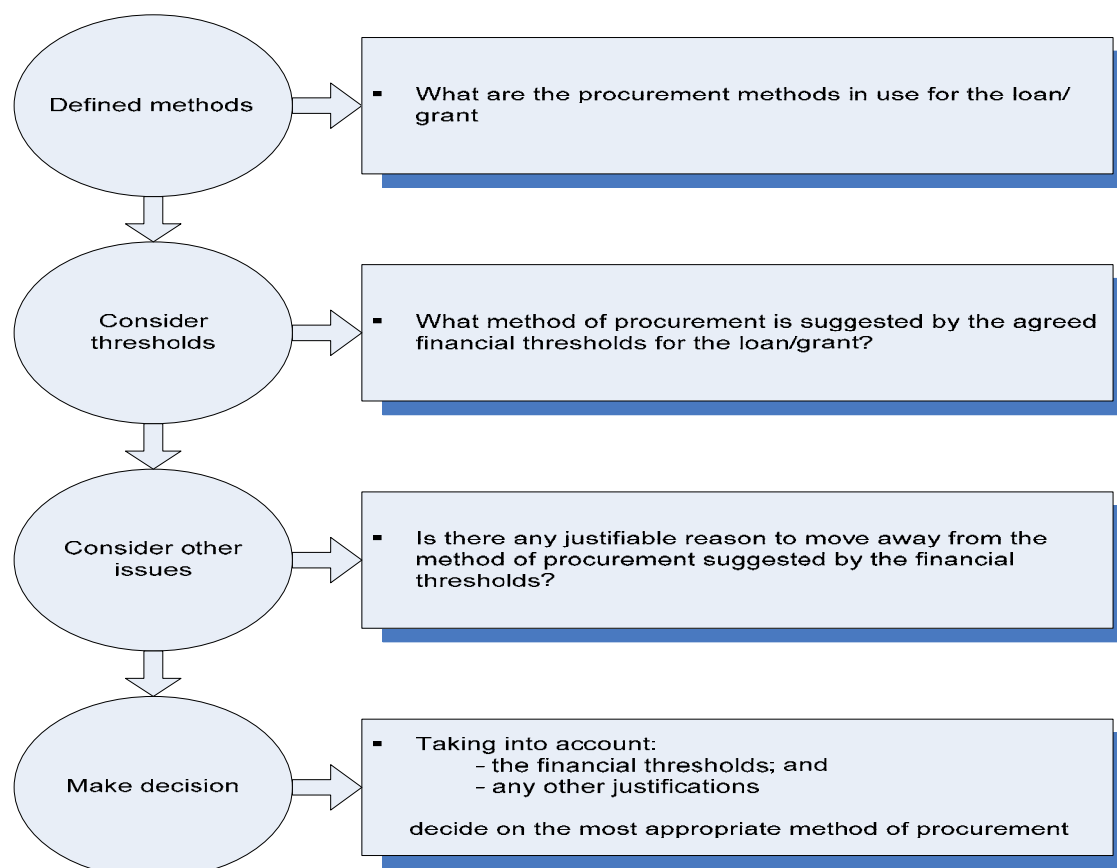 Defined methods
▪ What are the procurement methods in use for the loan/
grant
Consider
thresholds
▪ What method of procurement is suggested by the agreed
financial thresholds for the loan/grant?
Consider other
issues
▪ Is there any justifiable reason to move away from the
method of procurement suggested by the financial
thresholds?
Make decision
▪ Taking into account:
- the financial thresholds; and
- any other justifications
decide on the most appropriate method of procurement